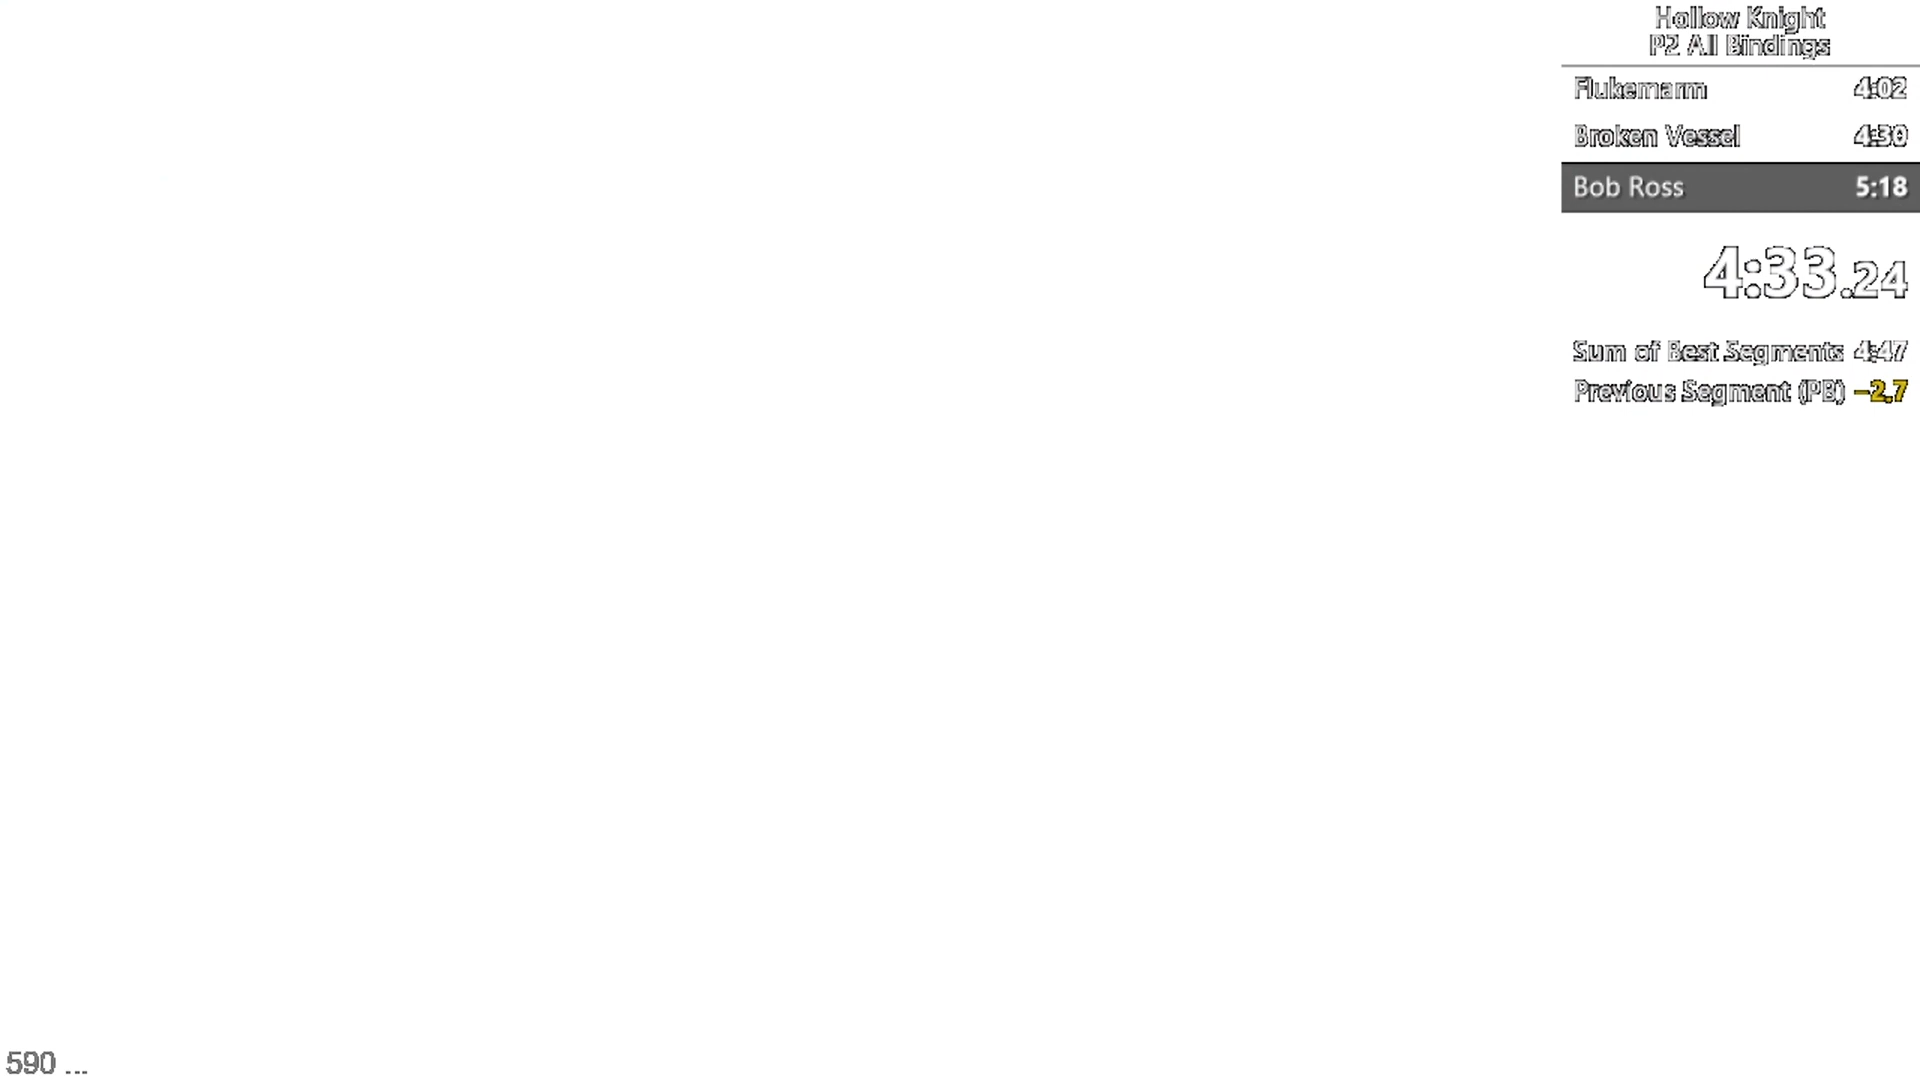 Hollow Knight
P2 All Bindings
Flukemarm 4:02
Broken Vessel 4:30
Bob Ross 5:18
4:33.24
Sum of Best Segments 4:47
Previous Segment (PB) −2.7
590 ...